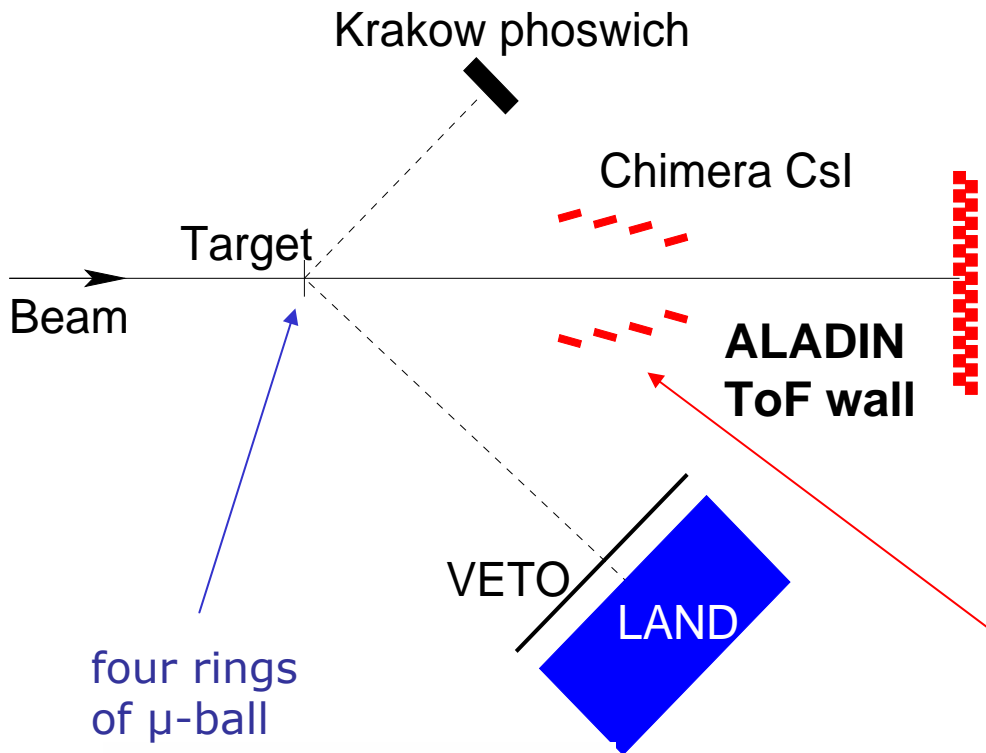 Krakow phoswich
Chimera CsI
Target
Beam
ALADIN
ToF wall
VETO
LAND
four rings
of μ-ball